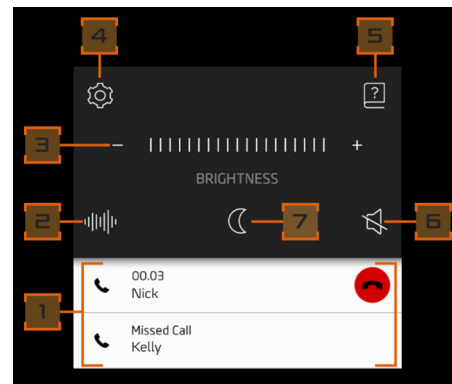 4
5
?
3
− +
BRIGHTNESS
2
7
6
1
00.03
Nick
Missed Call
Kelly